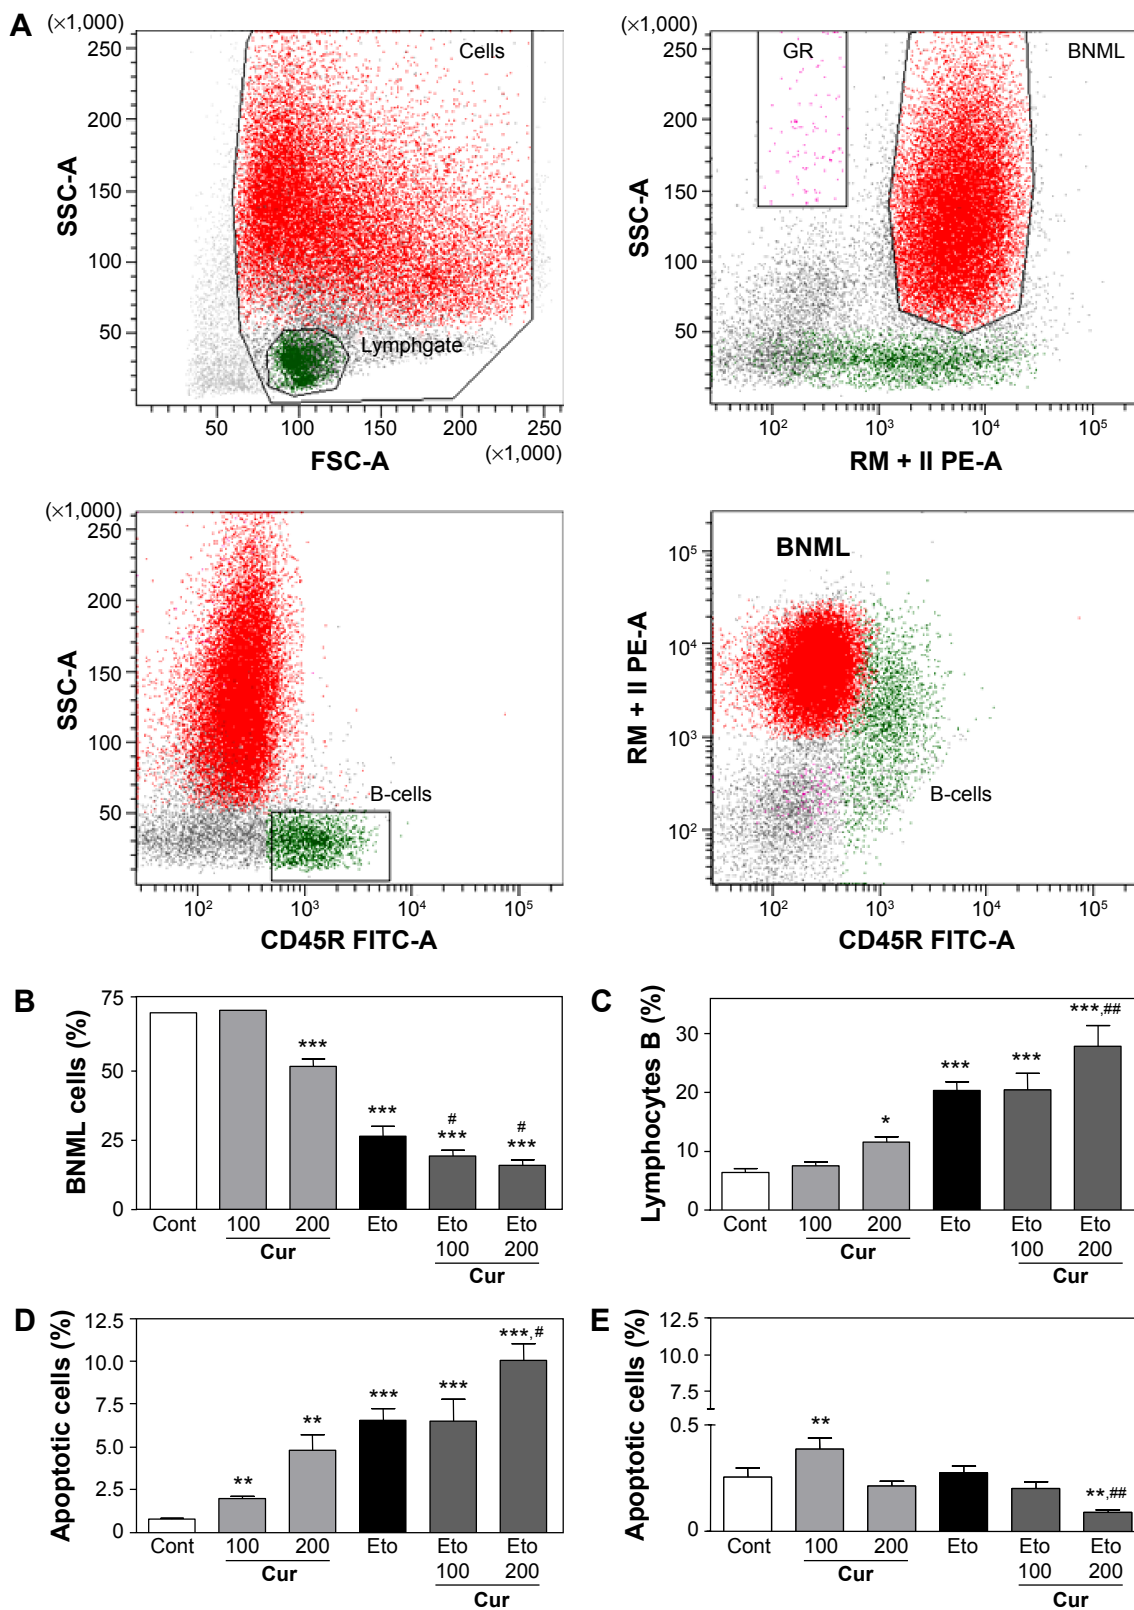 A
(×1,000)
250
200
150
100
50
SSC-A
Cells
Lymphgate
50 100 150 200 250
(×1,000)
FSC-A
(×1,000)
250
200
150
100
50
SSC-A
GR
BNML
10² 10³ 10⁴ 10⁵
RM + II PE-A
(×1,000)
250
200
150
100
50
SSC-A
B-cells
10² 10³ 10⁴ 10⁵
CD45R FITC-A
10⁵
10⁴
10³
10²
RM + II PE-A
BNML
B-cells
10² 10³ 10⁴ 10⁵
CD45R FITC-A
B
75
50
25
0
BNML cells (%)
***
***
#
***
#
***
Cont 100 200 Eto Eto Eto
100 200
Cur
Cur
C
30
20
10
0
Lymphocytes B (%)
*
***
***
***,##
Cont 100 200 Eto Eto Eto
100 200
Cur
Cur
D
12.5
10.0
7.5
5.0
2.5
0
Apoptotic cells (%)
**
**
***
***
***,#
Cont 100 200 Eto Eto Eto
100 200
Cur
Cur
E
12.5
10.0
7.5
0.5
0
Apoptotic cells (%)
**
**,##
Cont 100 200 Eto Eto Eto
100 200
Cur
Cur